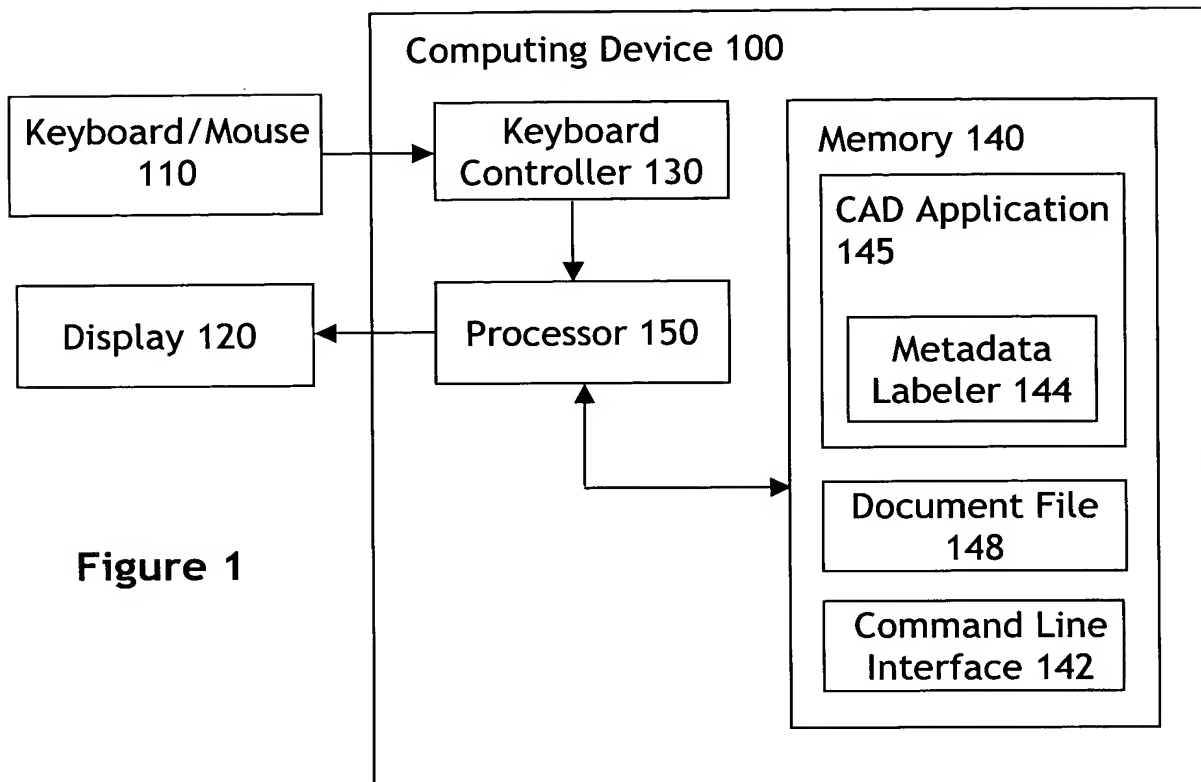 Computing Device 100
Keyboard/Mouse
110
Keyboard
Controller 130
Memory 140
CAD Application
145
Display 120
Processor 150
Metadata
Labeler 144
Document File
148
Command Line
Interface 142
Figure 1